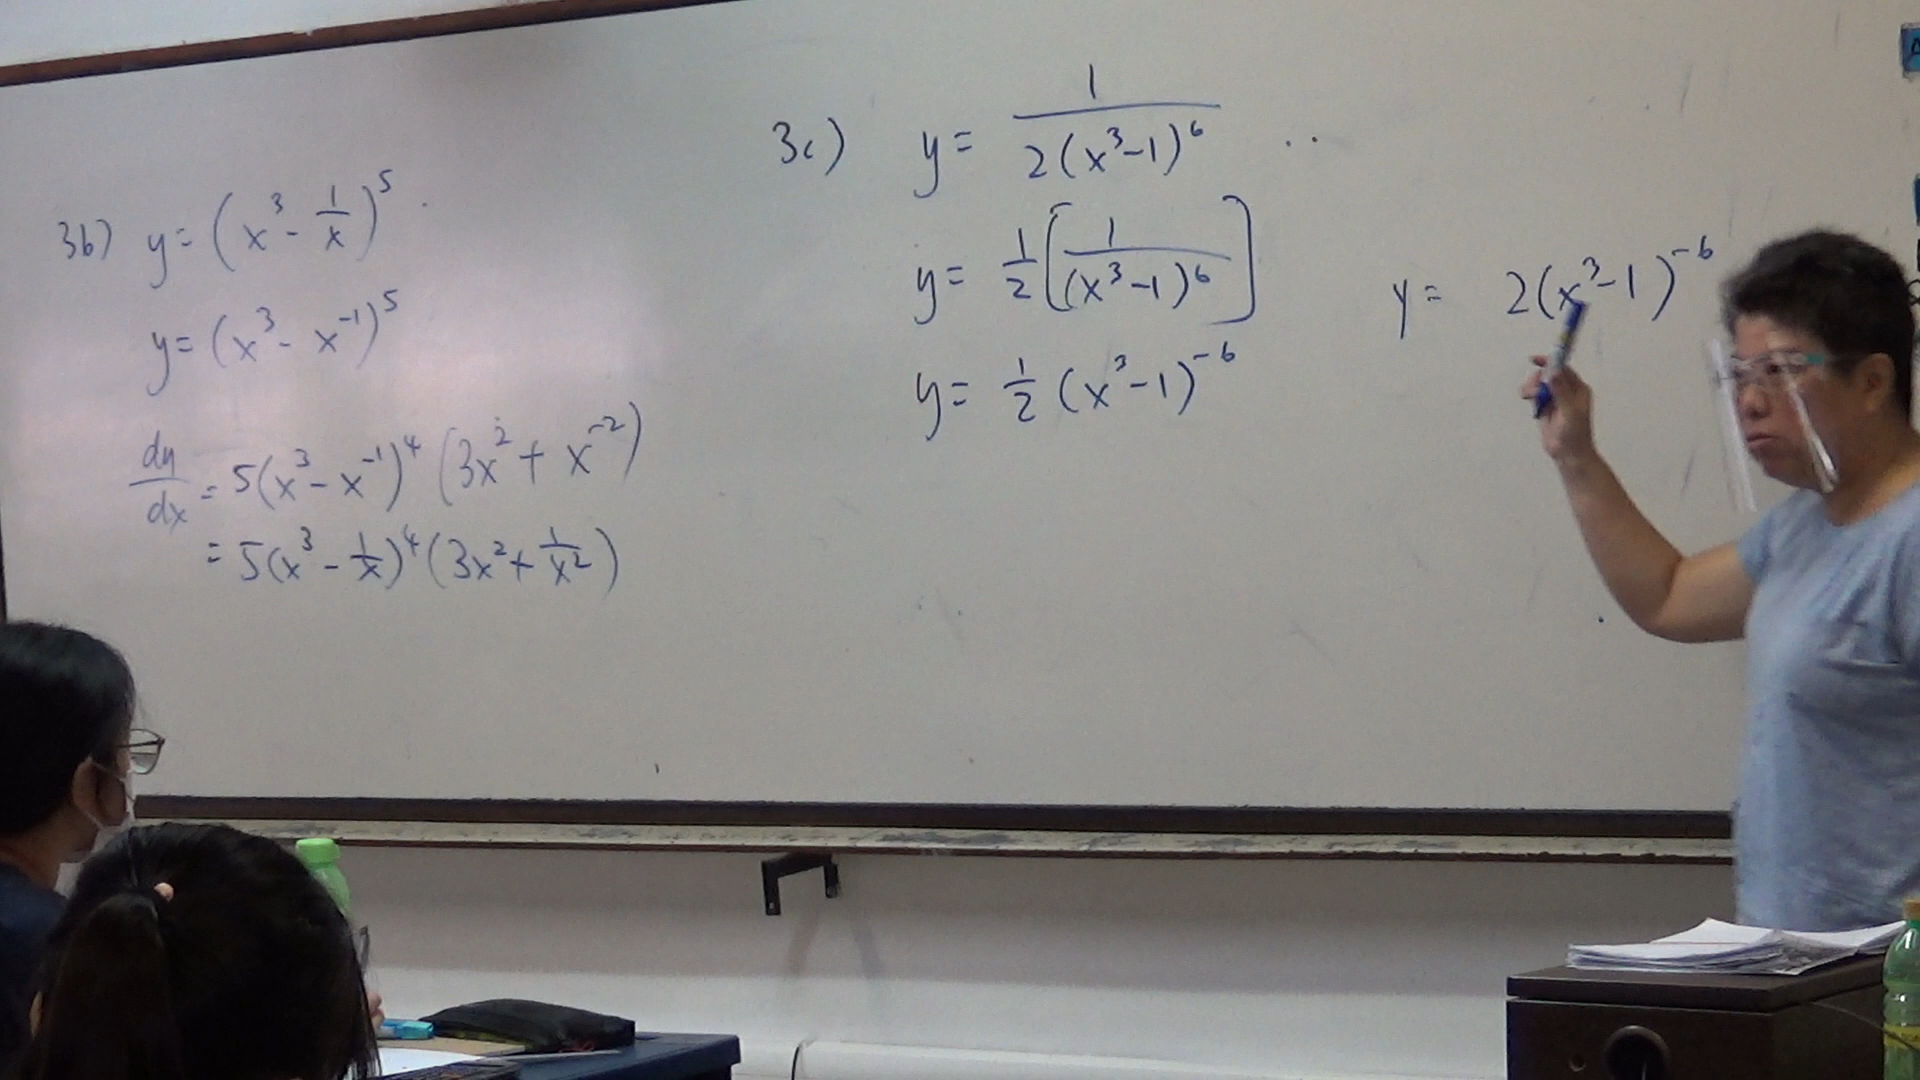 3b) y = (x³ - 1/x)⁵
y = (x³ - x⁻¹)⁵
dy/dx = 5(x³ - x⁻¹)⁴ (3x² + x⁻²)
= 5(x³ - 1/x)⁴ (3x² + 1/x²)
3c) y = 1/2(x³-1)⁶ ..
y = 1/2 [1/(x³-1)⁶]
y = 1/2 (x³-1)⁻⁶
y = 2(x³-1)⁻⁶